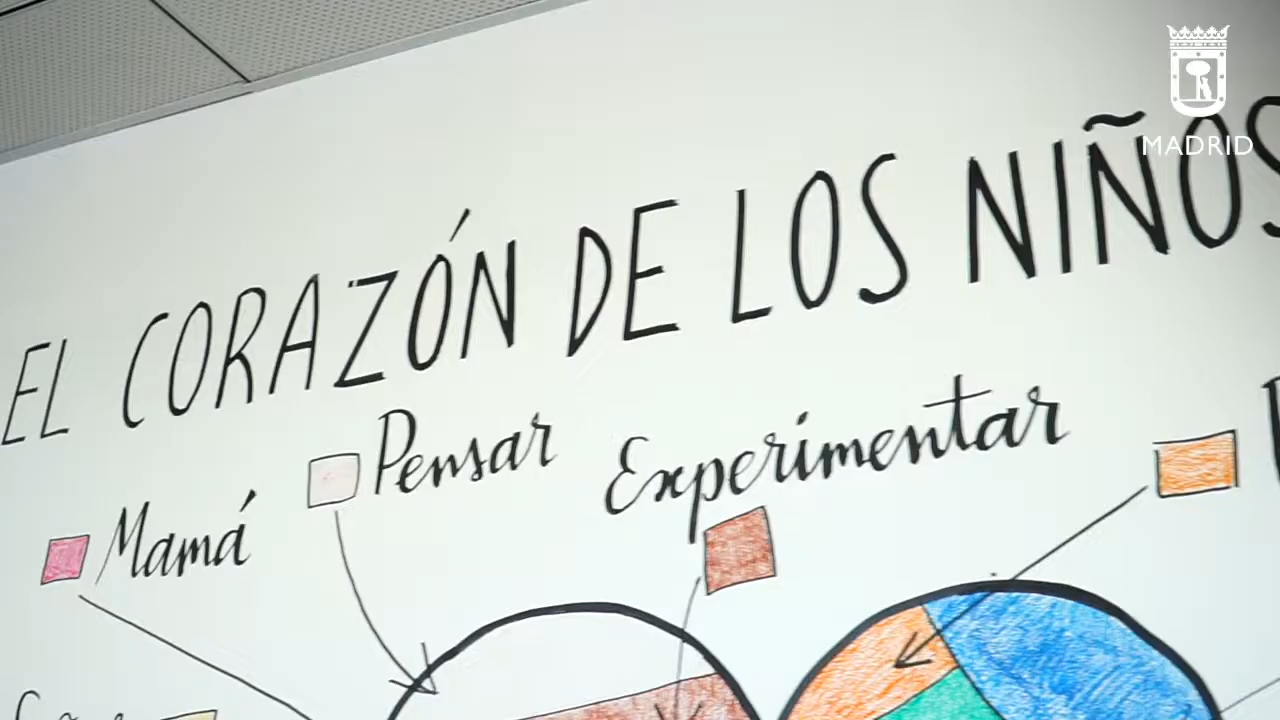 MADRID
EL CORAZÓN DE LOS NIÑOS
Pensar
Experimentar
Mamá